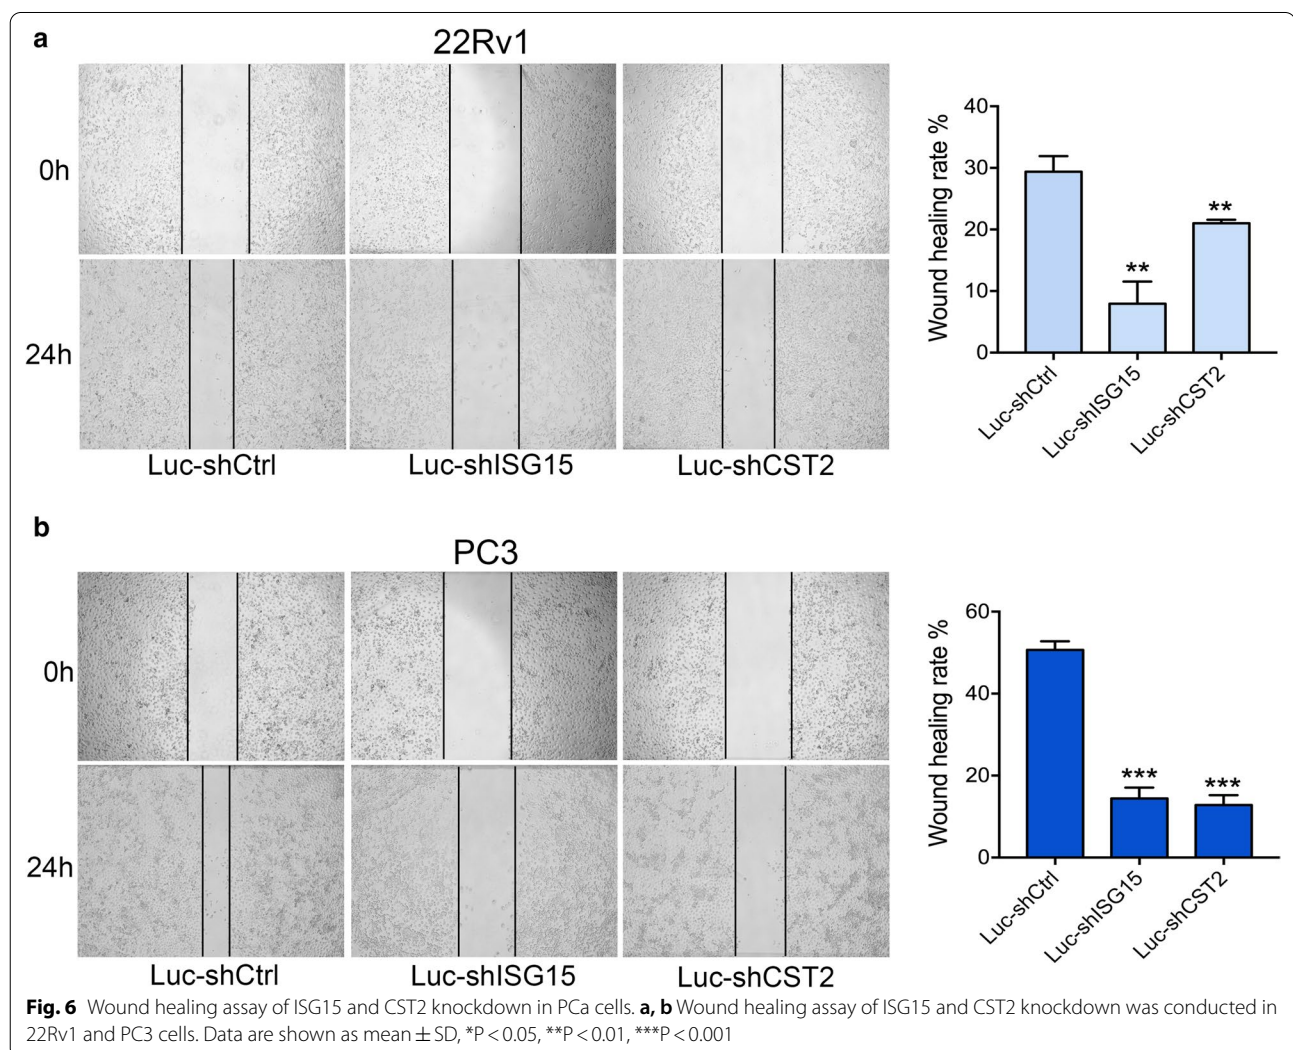 a
22Rv1
0h
24h
Luc-shCtrl
Luc-shISG15
Luc-shCST2
Wound healing rate %
40
30
20
10
0
**
**
Luc-shCtrl
Luc-shISG15
Luc-shCST2
b
PC3
0h
24h
Luc-shCtrl
Luc-shISG15
Luc-shCST2
Wound healing rate %
60
40
20
0
***
***
Luc-shCtrl
Luc-shISG15
Luc-shCST2
Fig. 6 Wound healing assay of ISG15 and CST2 knockdown in PCa cells. a, b Wound healing assay of ISG15 and CST2 knockdown was conducted in
22Rv1 and PC3 cells. Data are shown as mean ± SD, *P < 0.05, **P < 0.01, ***P < 0.001